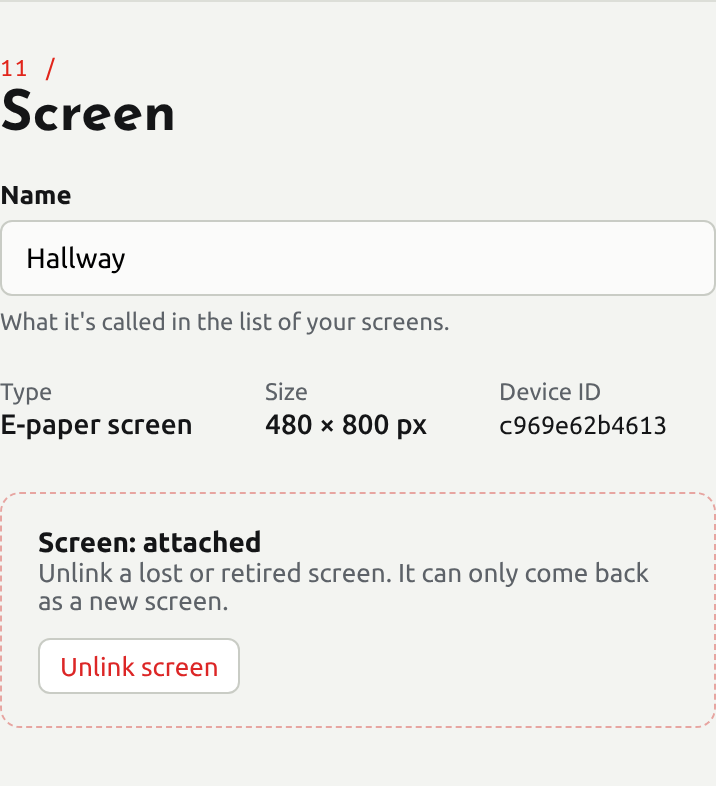 11 /
Screen
Name
Hallway
What it's called in the list of your screens.
Type
E-paper screen
Size
480 × 800 px
Device ID
c969e62b4613
Screen: attached
Unlink a lost or retired screen. It can only come back
as a new screen.
Unlink screen